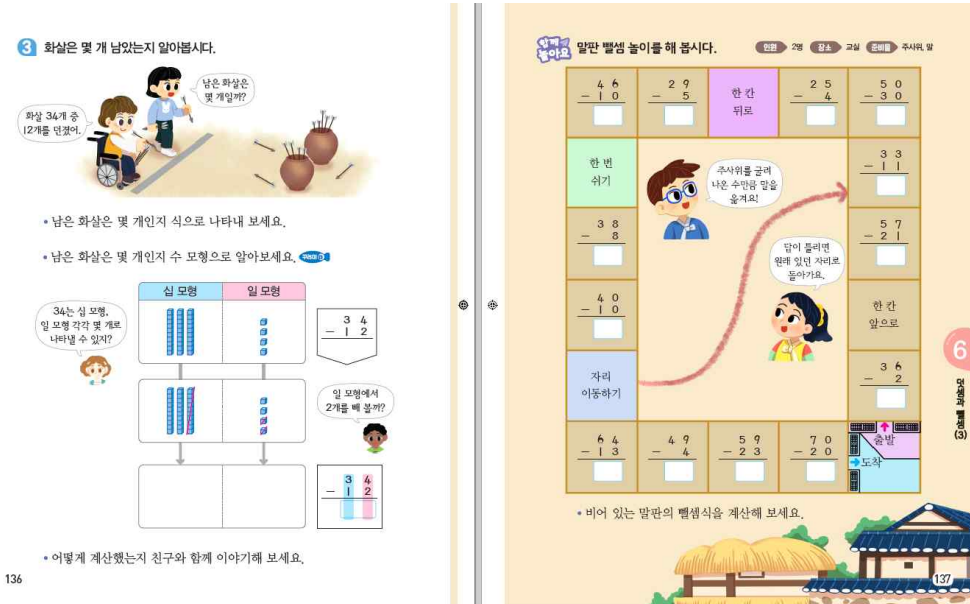 3 화살은 몇 개 남았는지 알아봅시다.
남은 화살은
몇 개일까?
화살 34개 중
12개를 던졌어.
• 남은 화살은 몇 개인지 식으로 나타내 보세요.
• 남은 화살은 몇 개인지 수 모형으로 알아보세요.
십 모형 일 모형
34는 십 모형,
일 모형 각각 몇 개로
나타낼 수 있지?
3 4
- 1 2
일 모형에서
2개를 빼 볼까?
3 4
- 1 2
• 어떻게 계산했는지 친구와 함께 이야기해 보세요.
136
함께
놀아요
말판 뺄셈 놀이를 해 봅시다.
인원 2명 장소 교실 준비물 주사위, 말
4 6
- 1 0
2 9
- 5
한 칸
뒤로
2 5
- 4
5 0
- 3 0
한 번
쉬기
주사위를 굴려
나온 수만큼 말을
옮겨요!
3 3
- 1 1
3 8
- 8
답이 틀리면
원래 있던 자리로
돌아가요.
5 7
- 2 1
4 0
- 1 0
한 칸
앞으로
자리
이동하기
3 6
- 2
6 4
- 1 3
4 9
- 4
5 9
- 2 3
7 0
- 2 0
출발
도착
• 비어 있는 말판의 뺄셈식을 계산해 보세요.
6
덧셈과 뺄셈(3)
137